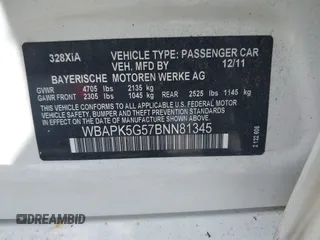 328XiA VEHICLE TYPE: PASSENGER CAR
VEH. MFD BY 12/11
BAYERISCHE MOTOREN WERKE AG
GVWR 4705 lbs 2135 kg
GAWR FRONT 2305 lbs 1045 kg REAR 2525 lbs 1145 kg
WBAPK5G57BNN81345
THIS VEHICLE CONFORMS TO ALL APPLICABLE FEDERAL
MOTOR VEHICLE SAFETY, BUMPER, AND THEFT PREVENTION
STANDARDS IN EFFECT ON THE DATE OF MANUFACTURE SHOWN ABOVE.
DREAMBID